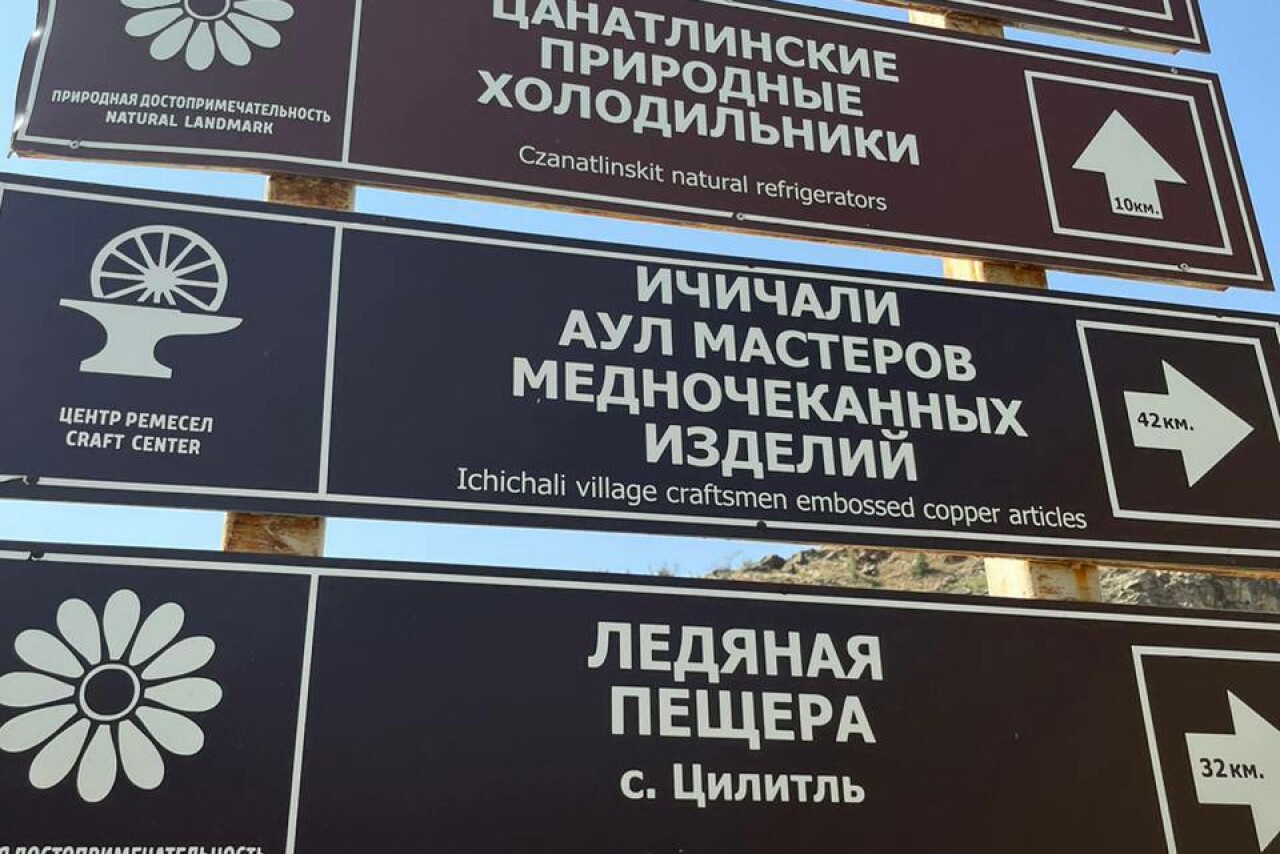 ПРИРОДНАЯ ДОСТОПРИМЕЧАТЕЛЬНОСТЬ
NATURAL LANDMARK
ЦАНАТЛИНСКИЕ
ПРИРОДНЫЕ
ХОЛОДИЛЬНИКИ
Czanatlinskit natural refrigerators
10км.
ЦЕНТР РЕМЕСЕЛ
CRAFT CENTER
ИЧИЧАЛИ
АУЛ МАСТЕРОВ
МЕДНОЧЕКАННЫХ
ИЗДЕЛИЙ
Ichichali village craftsmen embossed copper articles
42км.
ЛЕДЯНАЯ
ПЕЩЕРА
с. Цилитль
32км.
ДОСТОПРИМЕЧАТЕЛЬНОСТЬ